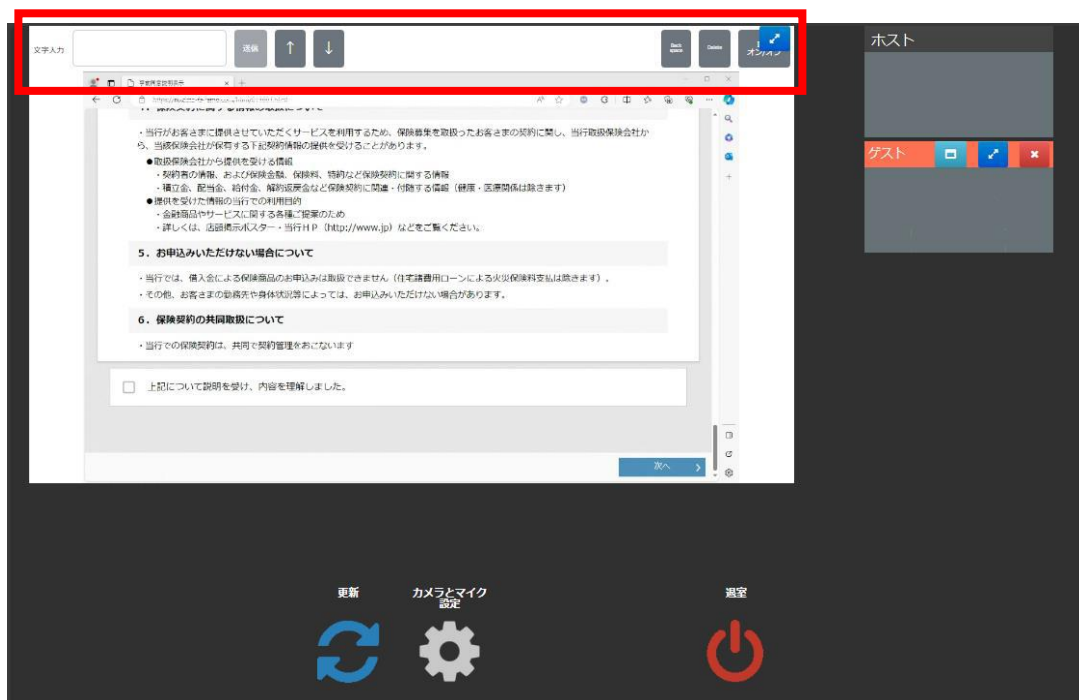 文字入力
送信
↑
↓
Back
space
Delete
事前同意説明表示
・当行がお客さまに提供させていただくサービスを利用するため、保険募集を取扱ったお客さまの契約に関し、当行取扱保険会社か
ら、当該保険会社が保有する下記契約情報の提供を受けることがあります。
●取扱保険会社から提供を受ける情報
・契約者の情報、および保険金額、保険料、特約など保険契約に関する情報
・積立金、配当金、給付金、解約返戻金など保険契約に関連・付随する情報（健康・医療関係は除きます）
●提供を受けた情報の当行での利用目的
・金融商品やサービスに関する各種ご提案のため
・詳しくは、店頭掲示ポスター・当行ＨＰ（http://www.jp）などをご覧ください。
５．お申込みいただけない場合について
・当行では、借入金による保険商品のお申込みは取扱できません（住宅諸費用ローンによる火災保険料支払は除きます）．
・その他、お客さまの勤務先や身体状況等によっては、お申込みいただけない場合があります。
６．保険契約の共同取扱について
・当行での保険契約は、共同で契約管理をおこないます
上記について説明を受け、内容を理解しました。
次へ
ホスト
ゲスト
更新
カメラとマイク
設定
退室